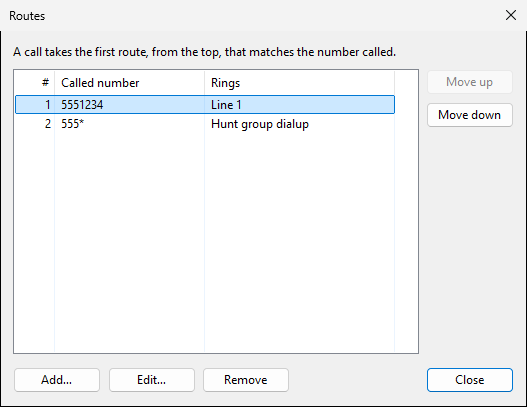 Routes
A call takes the first route, from the top, that matches the number called.
# Called number Rings
1 5551234 Line 1
2 555* Hunt group dialup
Move up
Move down
Add... Edit... Remove Close